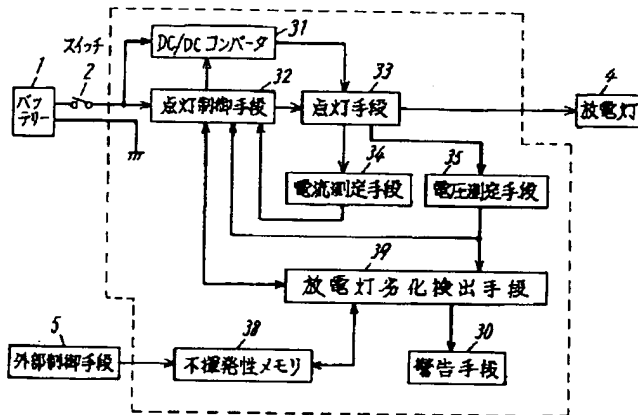 31
スイッチ
DC/DC コンバータ
1
2
32
33
4
バッ
テリー
点灯制御手段
点灯手段
放電灯
34
35
電流測定手段
電圧測定手段
39
放電灯劣化検出手段
5
38
30
外部制御手段
不揮発性メモリ
警告手段